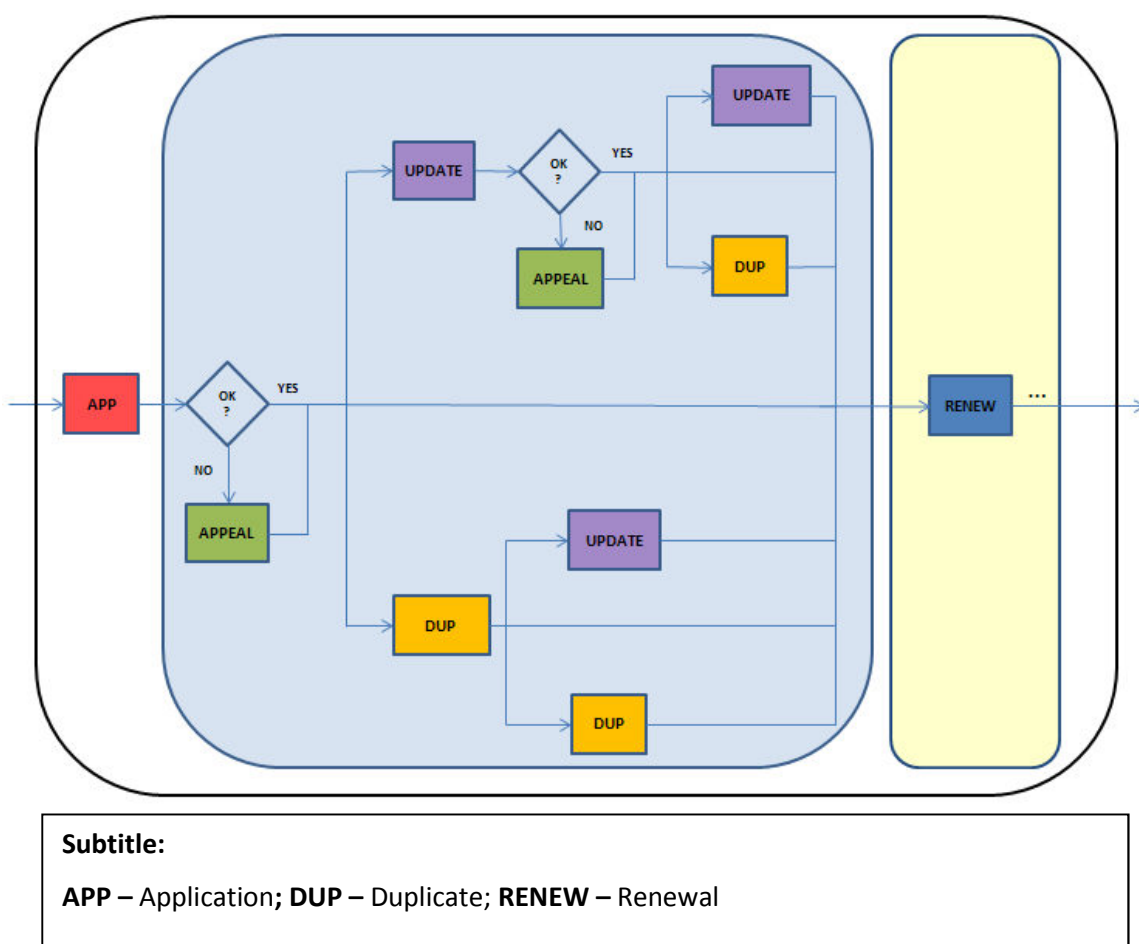 UPDATE
UPDATE
OK
?
YES
NO
APPEAL
DUP
APP
OK
?
YES
NO
APPEAL
RENEW
...
UPDATE
DUP
DUP
Subtitle:
APP – Application; DUP – Duplicate; RENEW – Renewal